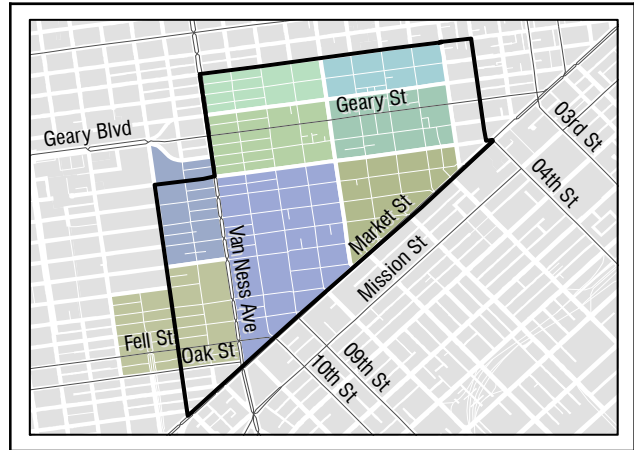 Geary St
Geary Blvd
03rd St
04th St
Market St
Mission St
Van Ness Ave
Fell St
Oak St
09th St
10th St